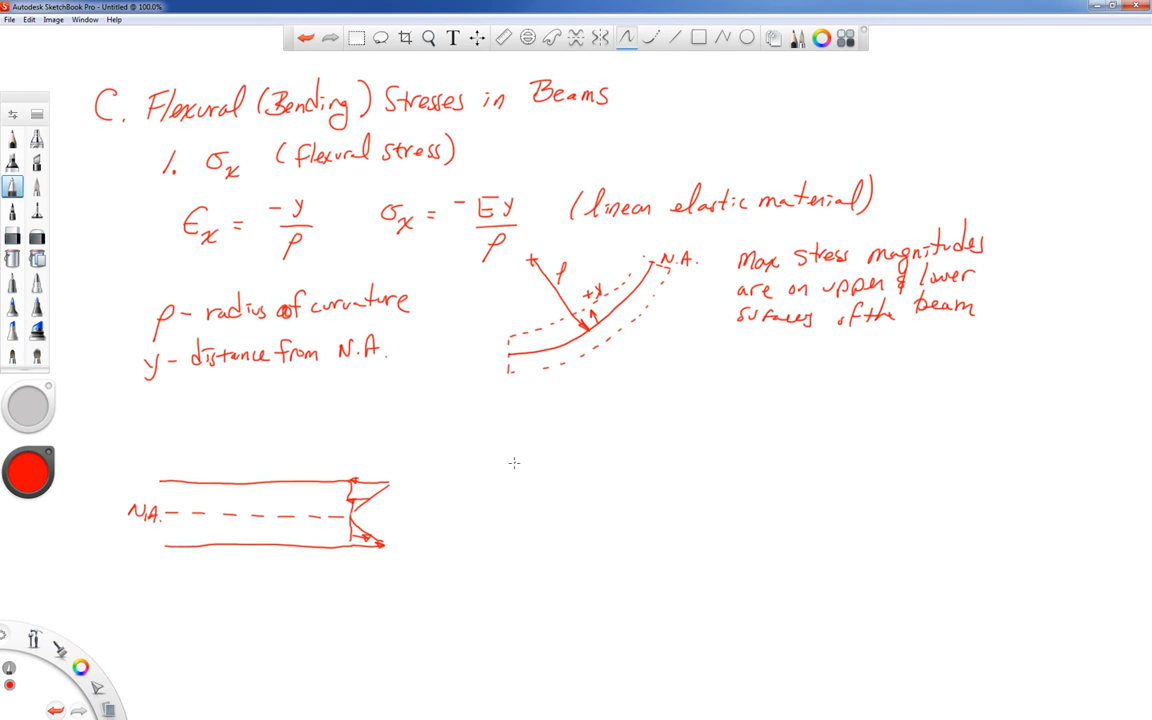 Autodesk SketchBook Pro - Untitled @ 100.0%
File Edit Image Window Help
T
C. Flexural (Bending) Stresses in Beams
1. σx (flexural stress)
ϵx = -y/ρ σx = -Ey/ρ (linear elastic material)
ρ - radius of curvature
y - distance from N.A.
ρ
+y
N.A.
Max stress magnitudes
are on upper & lower
surfaces of the beam
N.A.